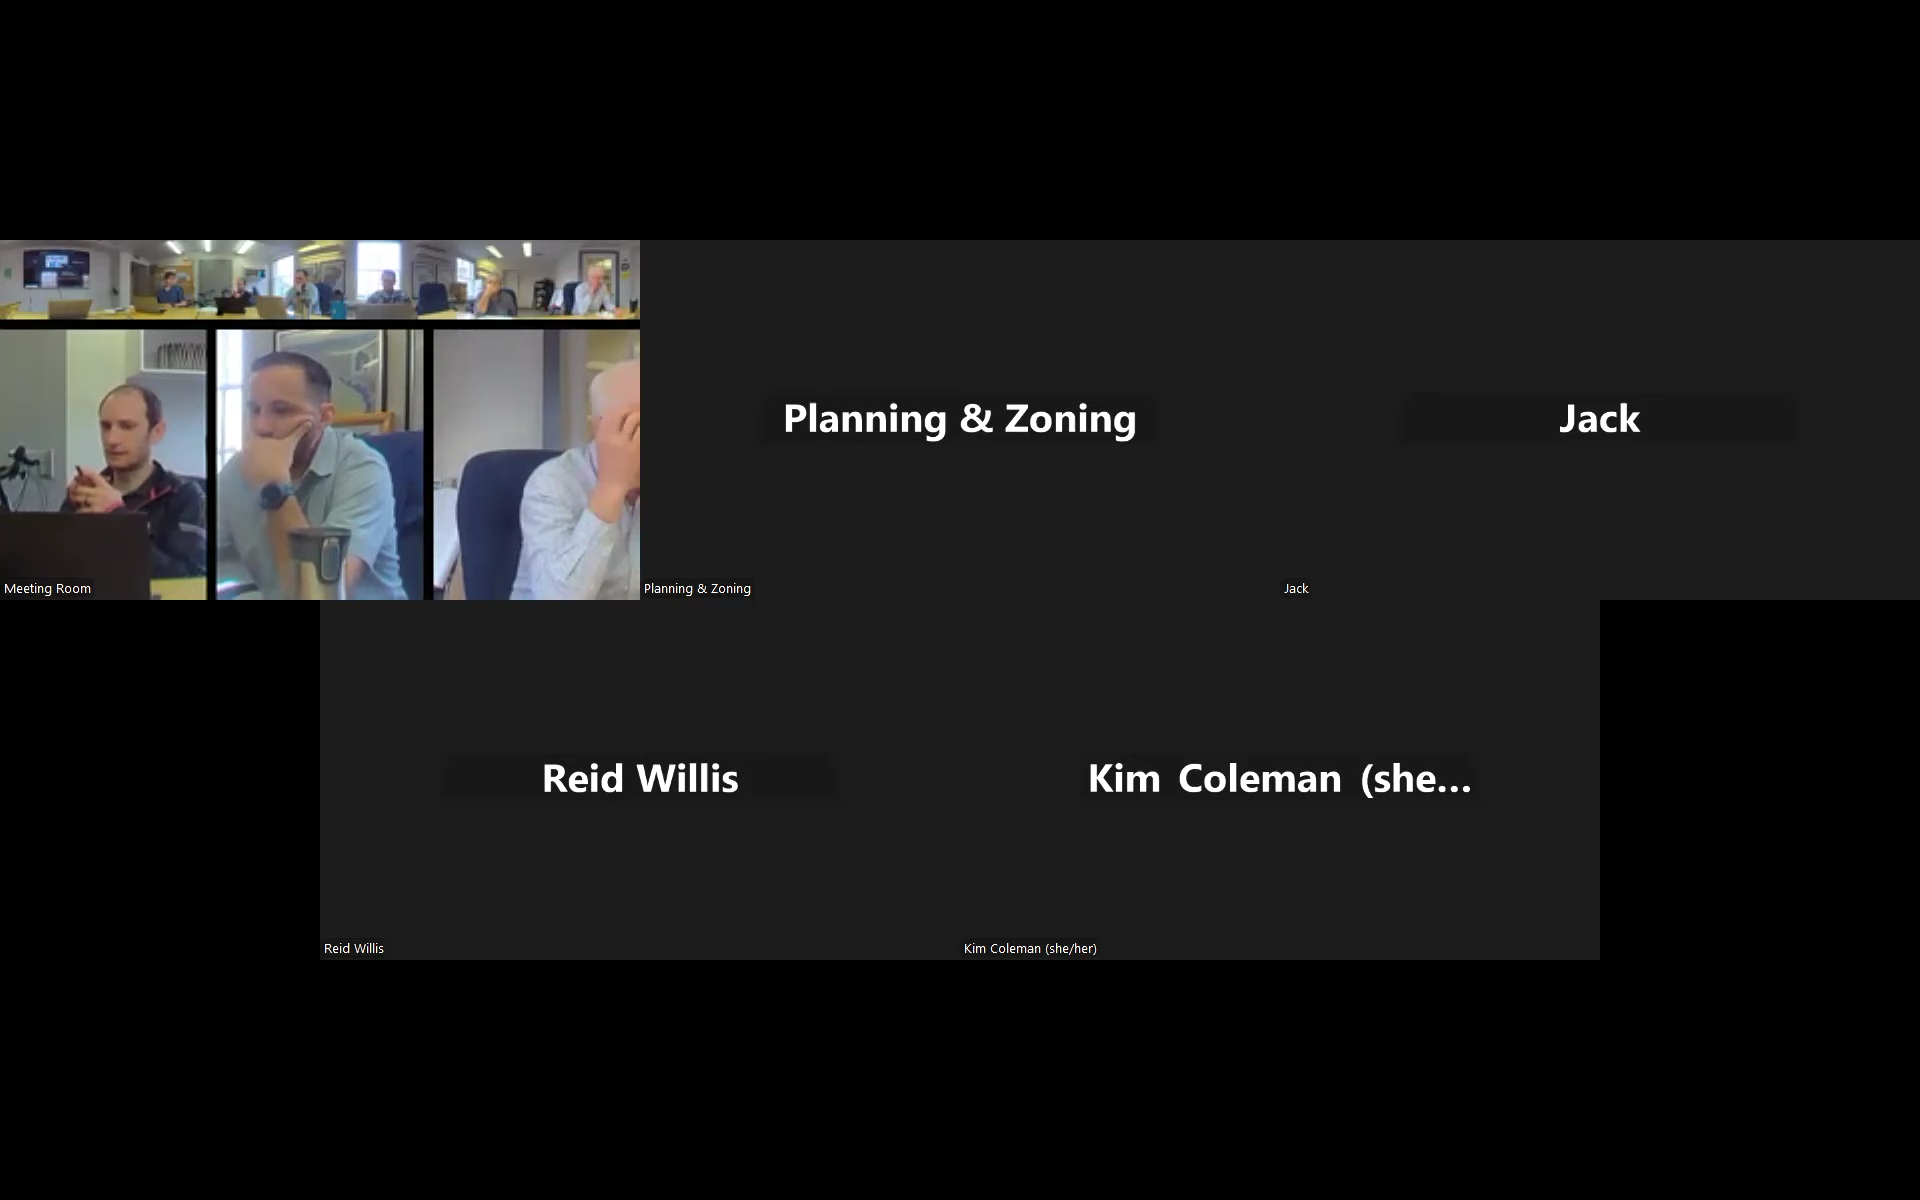 Planning & Zoning
Jack
Meeting Room
Planning & Zoning
Jack
Reid Willis
Kim Coleman (she...
Reid Willis
Kim Coleman (she/her)